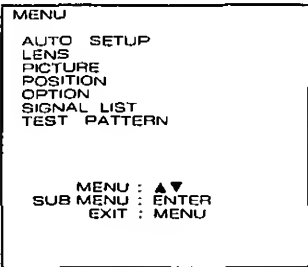 MENU
AUTO SETUP
LENS
PICTURE
POSITION
OPTION
SIGNAL LIST
TEST PATTERN
MENU : ▲▼
SUB MENU : ENTER
EXIT : MENU